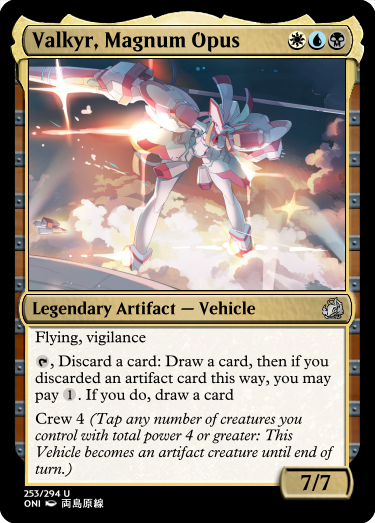 Valkyr, Magnum Opus
Legendary Artifact — Vehicle
Flying, vigilance
, Discard a card: Draw a card, then if you
discarded an artifact card this way, you may
pay 1. If you do, draw a card
Crew 4 (Tap any number of creatures you
control with total power 4 or greater: This
Vehicle becomes an artifact creature until end
of turn.)
7/7
253/294 U
ONI 両島原線